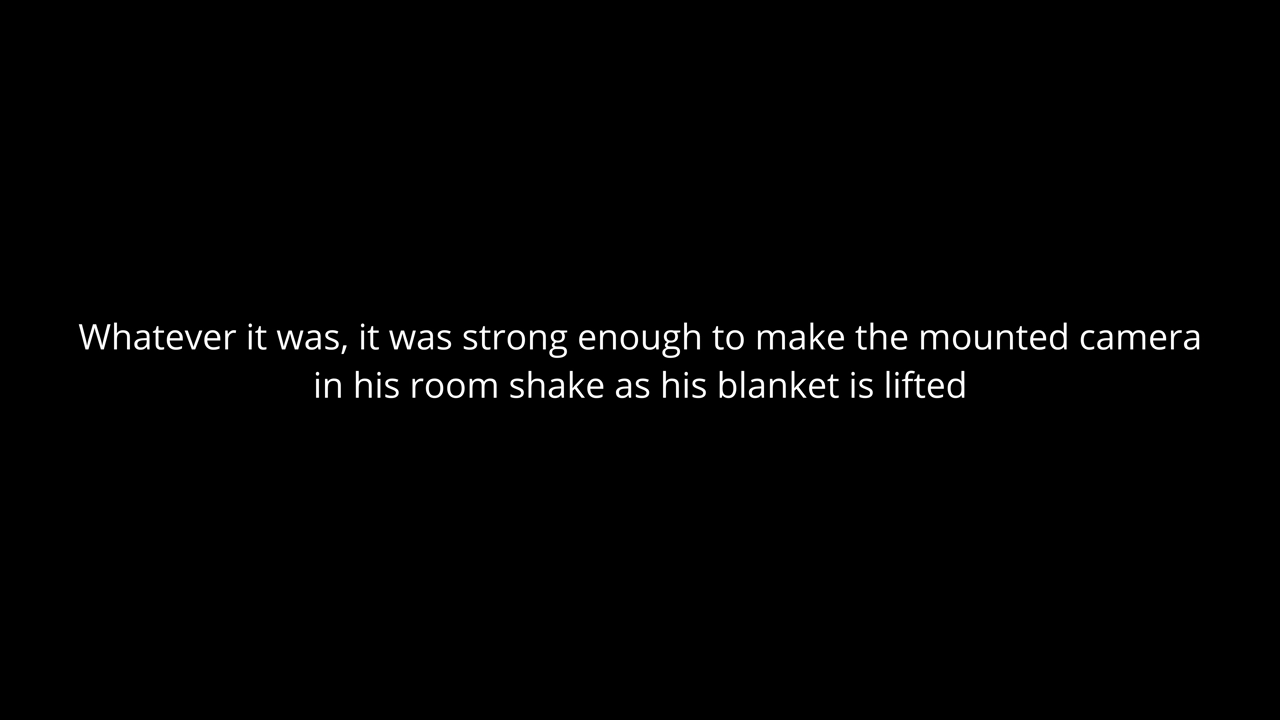 Whatever it was, it was strong enough to make the mounted camera
in his room shake as his blanket is lifted